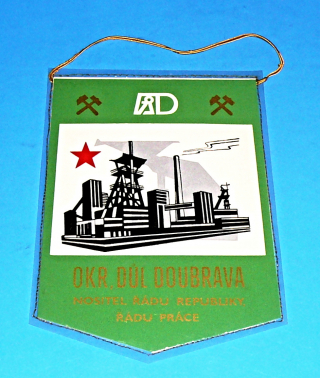 OKR, DŮL DOUBRAVA
NOSITEL ŘÁDU REPUBLIKY
ŘÁDU PRÁCE